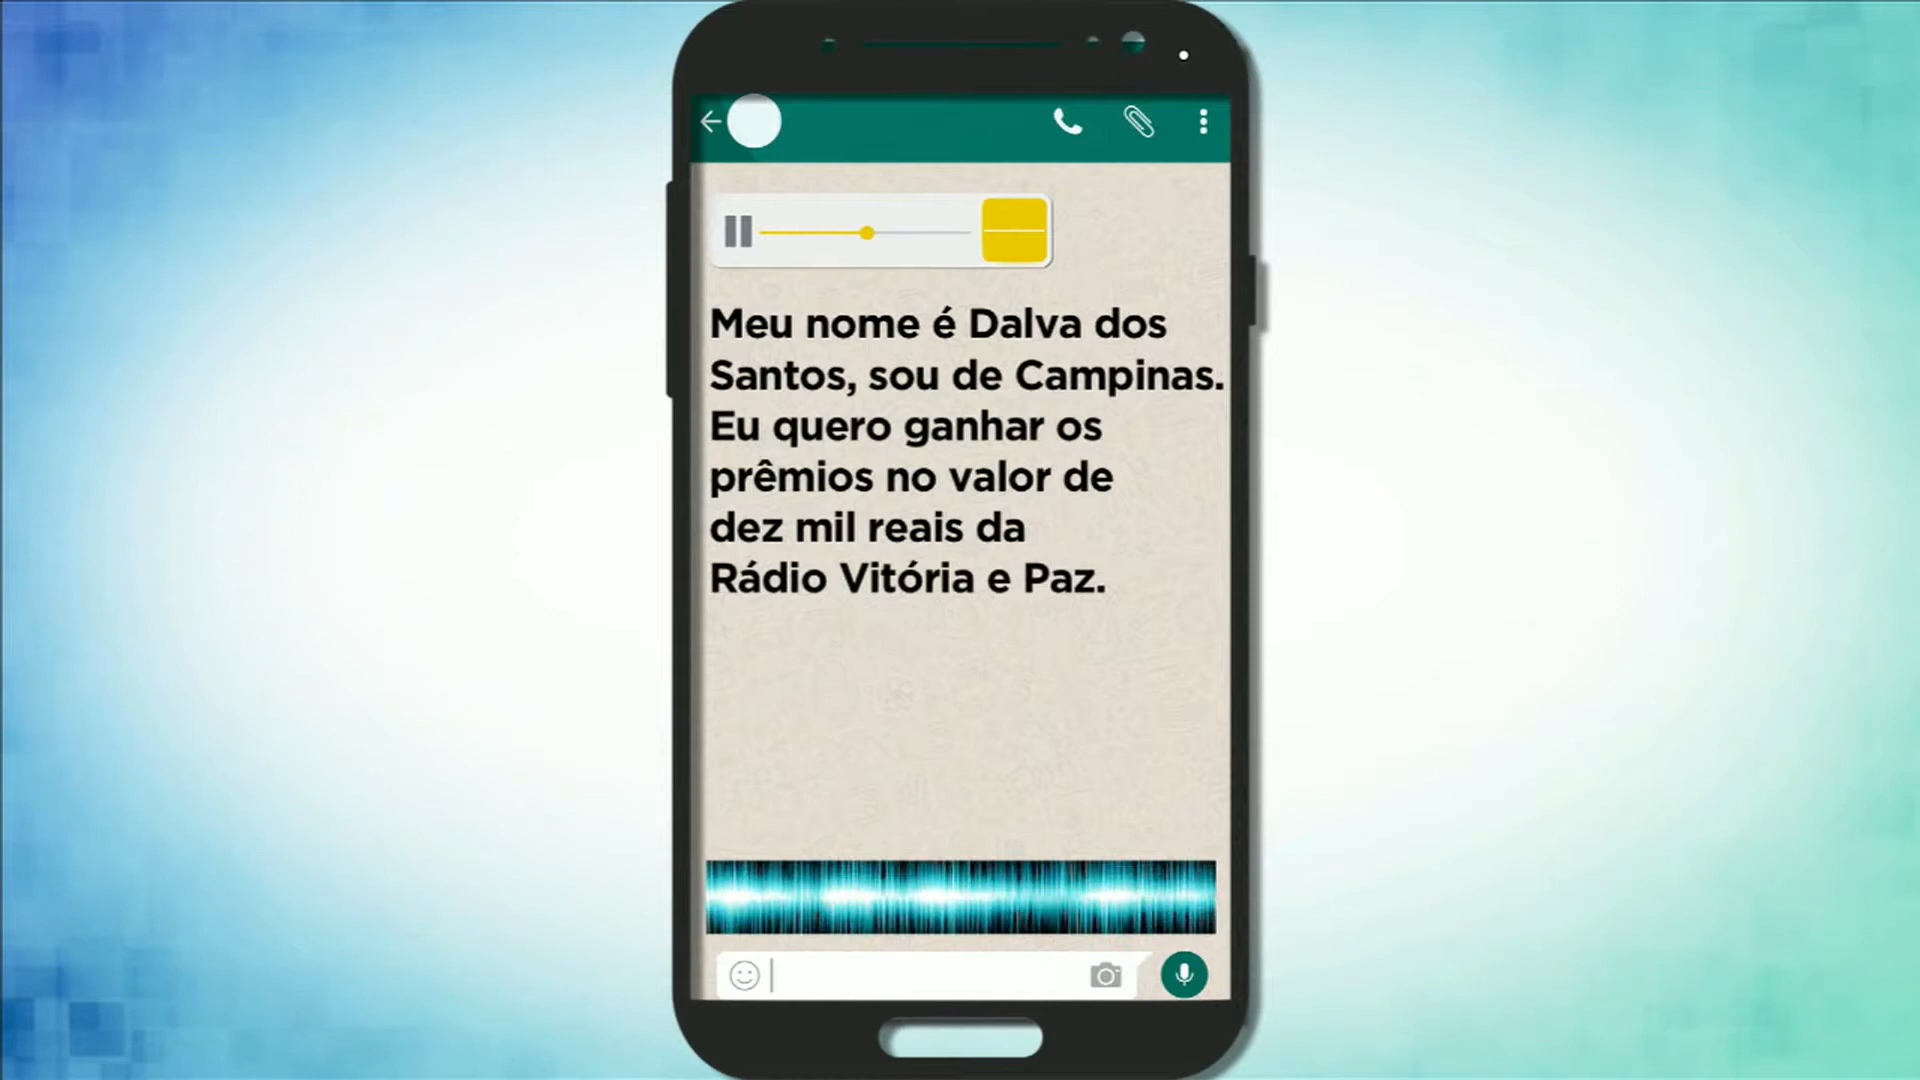 Meu nome é Dalva dos
Santos, sou de Campinas.
Eu quero ganhar os
prêmios no valor de
dez mil reais da
Rádio Vitória e Paz.